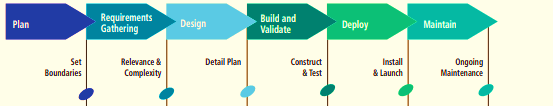 Plan
Requirements
Gathering
Design
Build and
Validate
Deploy
Maintain
Set
Boundaries
Relevance &
Complexity
Detail Plan
Construct
& Test
Install
& Launch
Ongoing
Maintenance